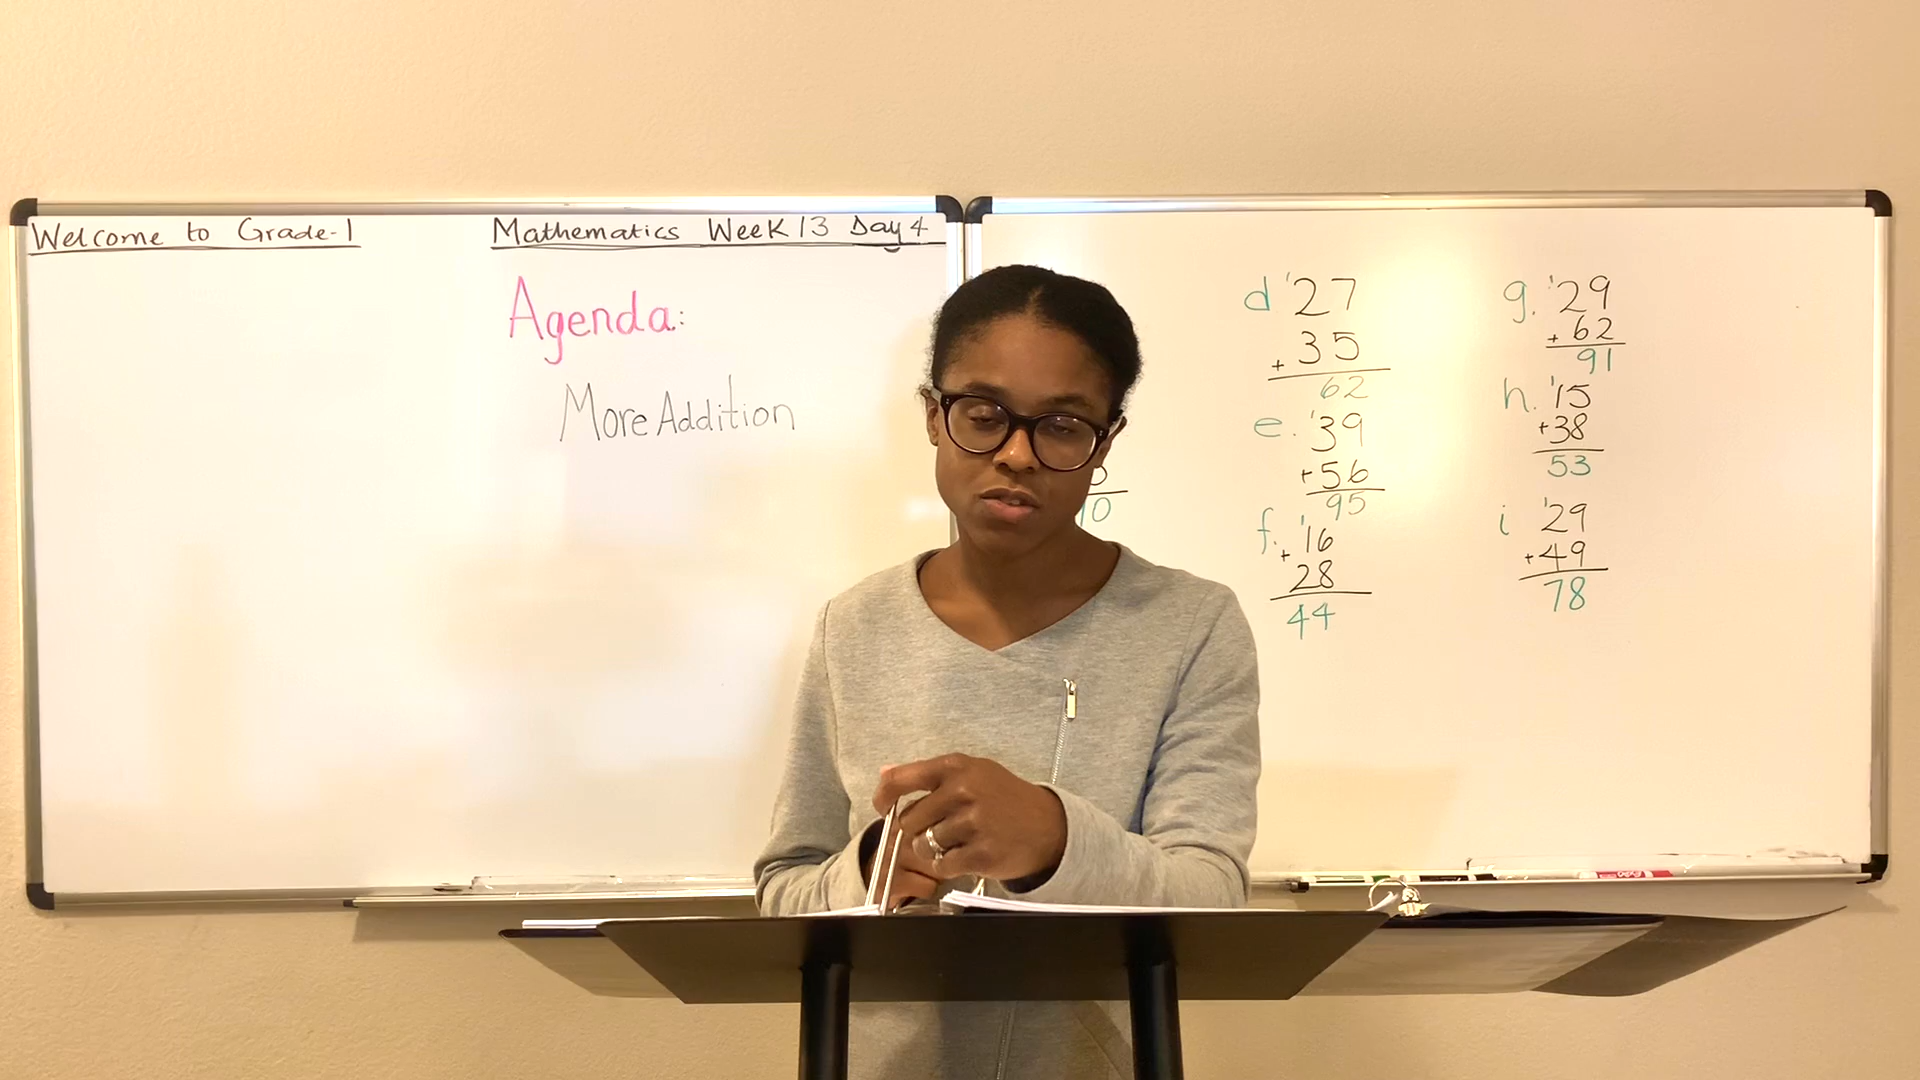 Welcome to Grade-1
Mathematics Week 13 Day 4
Agenda:
More Addition
10
d '27
+ 35
62
e. '39
+56
95
f. '16
+ 28
44
g. '29
+ 62
91
h. '15
+38
53
i '29
+49
78